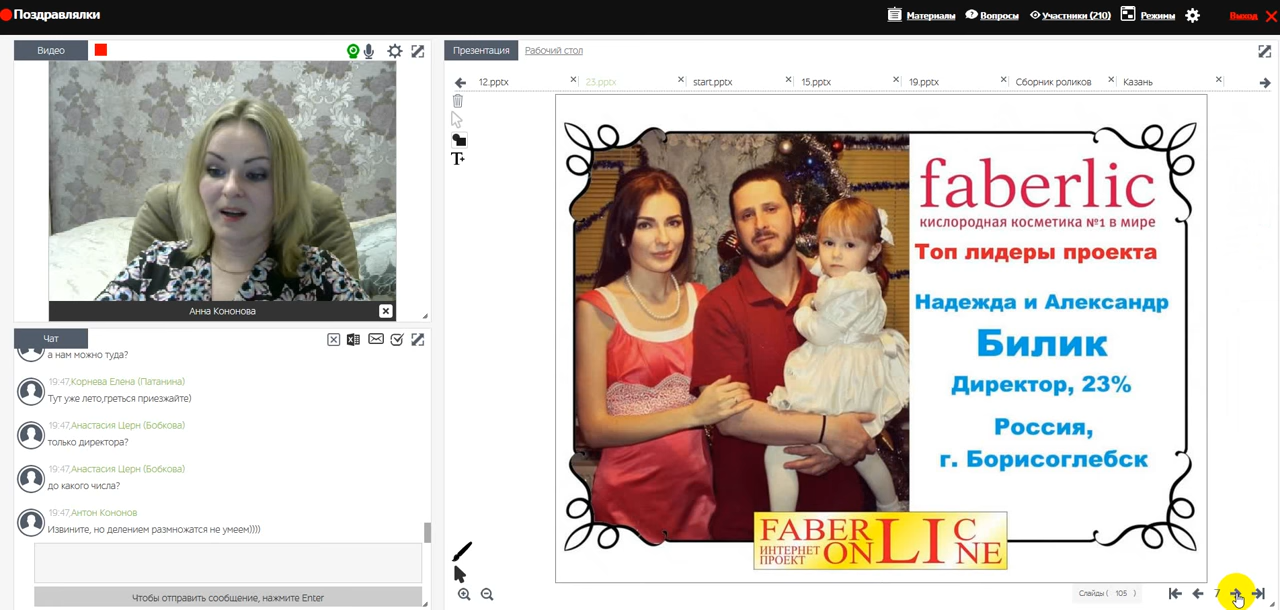 Поздравлялки
Материалы
Вопросы
Участники (210)
Режимы
Выход
Видео
Анна Кононова
Чат
а нам можно туда?
19:47,Корнева Елена (Патанина)
Тут уже лето,греться приезжайте)
19:47,Анастасия Церн (Бобкова)
только директора?
19:47,Анастасия Церн (Бобкова)
до какого числа?
19:47,Антон Кононов
Извините, но делением размножатся не умеем))))
Чтобы отправить сообщение, нажмите Enter
Презентация
Рабочий стол
12.pptx
23.pptx
start.pptx
15.pptx
19.pptx
Сборник роликов
Казань
faberlic
кислородная косметика №1 в мире
Топ лидеры проекта
Надежда и Александр
Билик
Директор, 23%
Россия,
г. Борисоглебск
FABERLIC
ИНТЕРНЕТ
ПРОЕКТ
ONLINE
Слайды ( 105 )
7